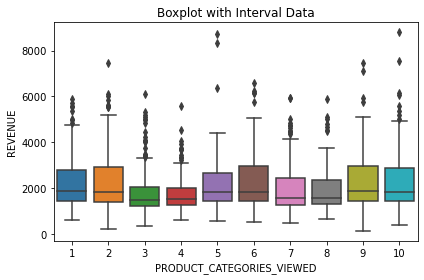 Boxplot with Interval Data
8000
6000
4000
2000
0
REVENUE
1 2 3 4 5 6 7 8 9 10
PRODUCT_CATEGORIES_VIEWED